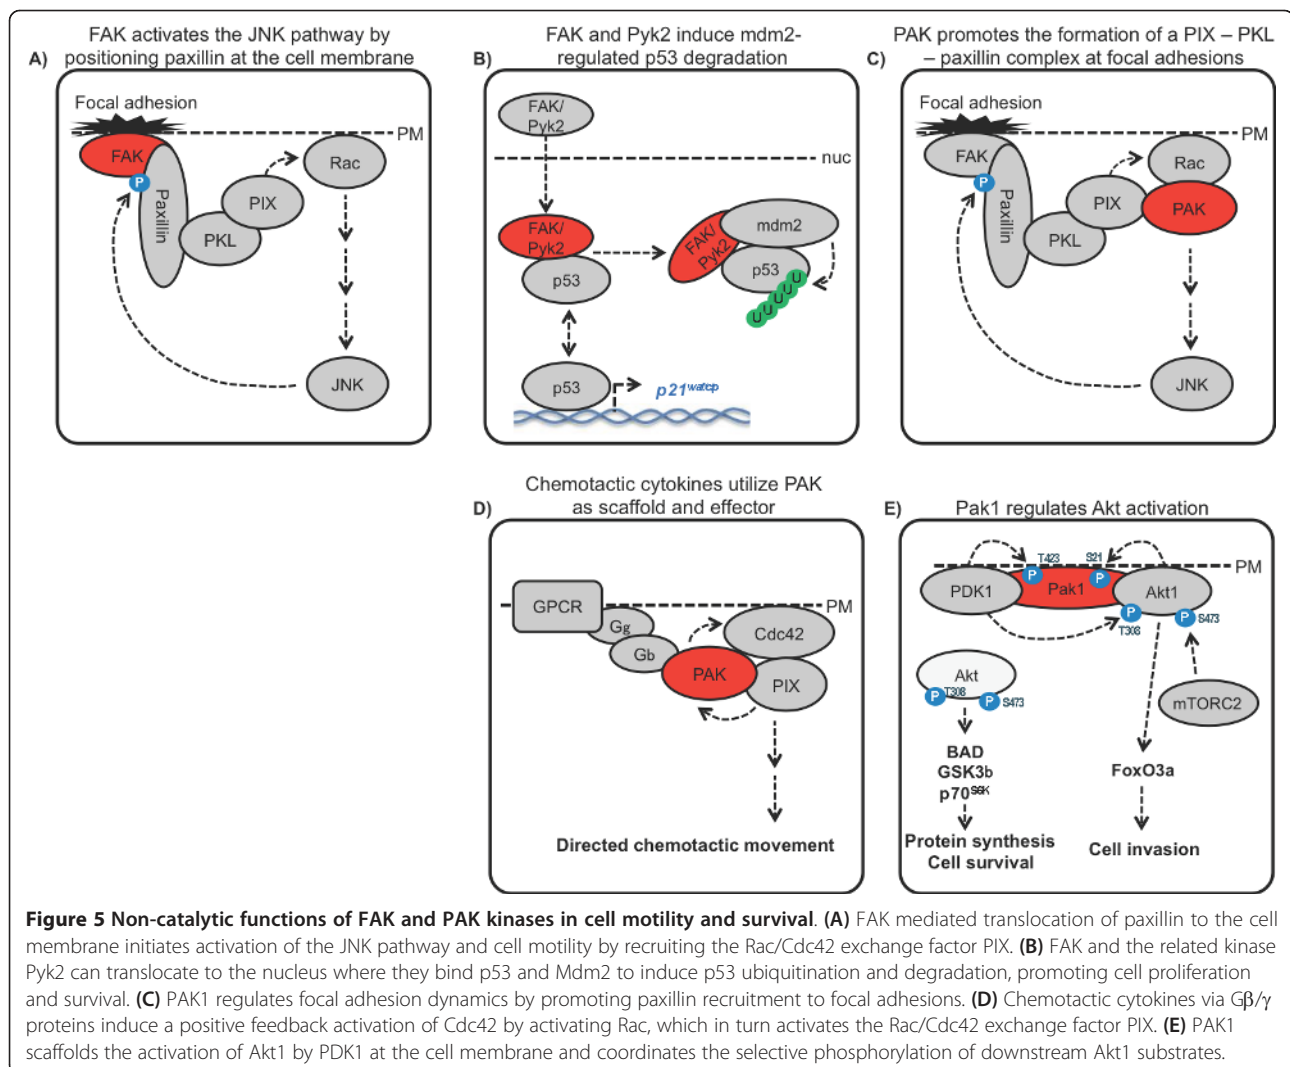 FAK activates the JNK pathway by
A) positioning paxillin at the cell membrane
Focal adhesion
PM
FAK
P
Paxillin
PKL
PIX
Rac
JNK
FAK and Pyk2 induce mdm2-
B) regulated p53 degradation
FAK/
Pyk2
nuc
FAK/
Pyk2
p53
FAK/
Pyk2
mdm2
p53
U U U U U
p53
p21
PAK promotes the formation of a PIX – PKL
C) – paxillin complex at focal adhesions
Focal adhesion
PM
FAK
P
Paxillin
PKL
PIX
Rac
PAK
JNK
Chemotactic cytokines utilize PAK
D) as scaffold and effector
GPCR
PM
Gg
Gb
PAK
Cdc42
PIX
Directed chemotactic movement
E) Pak1 regulates Akt activation
T423 S21
PM
PDK1 P Pak1 P Akt1
P P
T308 S473
Akt
P T308 P S473
mTORC2
BAD
GSK3b
p70S6K
FoxO3a
Protein synthesis
Cell survival
Cell invasion
Figure 5 Non-catalytic functions of FAK and PAK kinases in cell motility and survival. (A) FAK mediated translocation of paxillin to the cell
membrane initiates activation of the JNK pathway and cell motility by recruiting the Rac/Cdc42 exchange factor PIX. (B) FAK and the related kinase
Pyk2 can translocate to the nucleus where they bind p53 and Mdm2 to induce p53 ubiquitination and degradation, promoting cell proliferation
and survival. (C) PAK1 regulates focal adhesion dynamics by promoting paxillin recruitment to focal adhesions. (D) Chemotactic cytokines via Gβ/γ
proteins induce a positive feedback activation of Cdc42 by activating Rac, which in turn activates the Rac/Cdc42 exchange factor PIX. (E) PAK1
scaffolds the activation of Akt1 by PDK1 at the cell membrane and coordinates the selective phosphorylation of downstream Akt1 substrates.